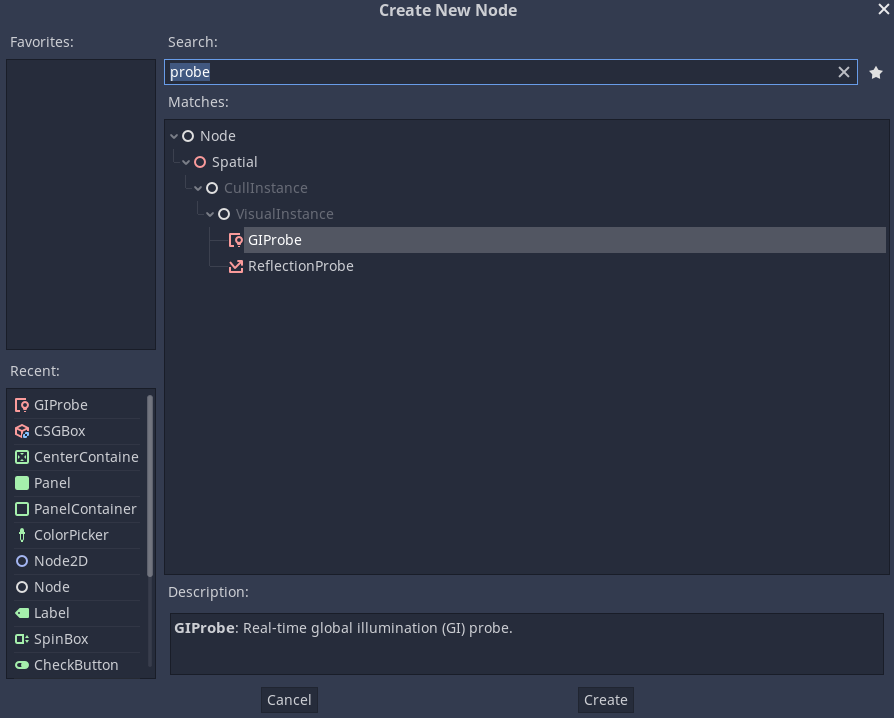 Create New Node
Favorites:
Search:
probe
Matches:
Node
Spatial
CullInstance
VisualInstance
GIProbe
ReflectionProbe
Recent:
GIProbe
CSGBox
CenterContaine
Panel
PanelContainer
ColorPicker
Node2D
Node
Label
SpinBox
CheckButton
Description:
GIProbe: Real-time global illumination (GI) probe.
Cancel
Create